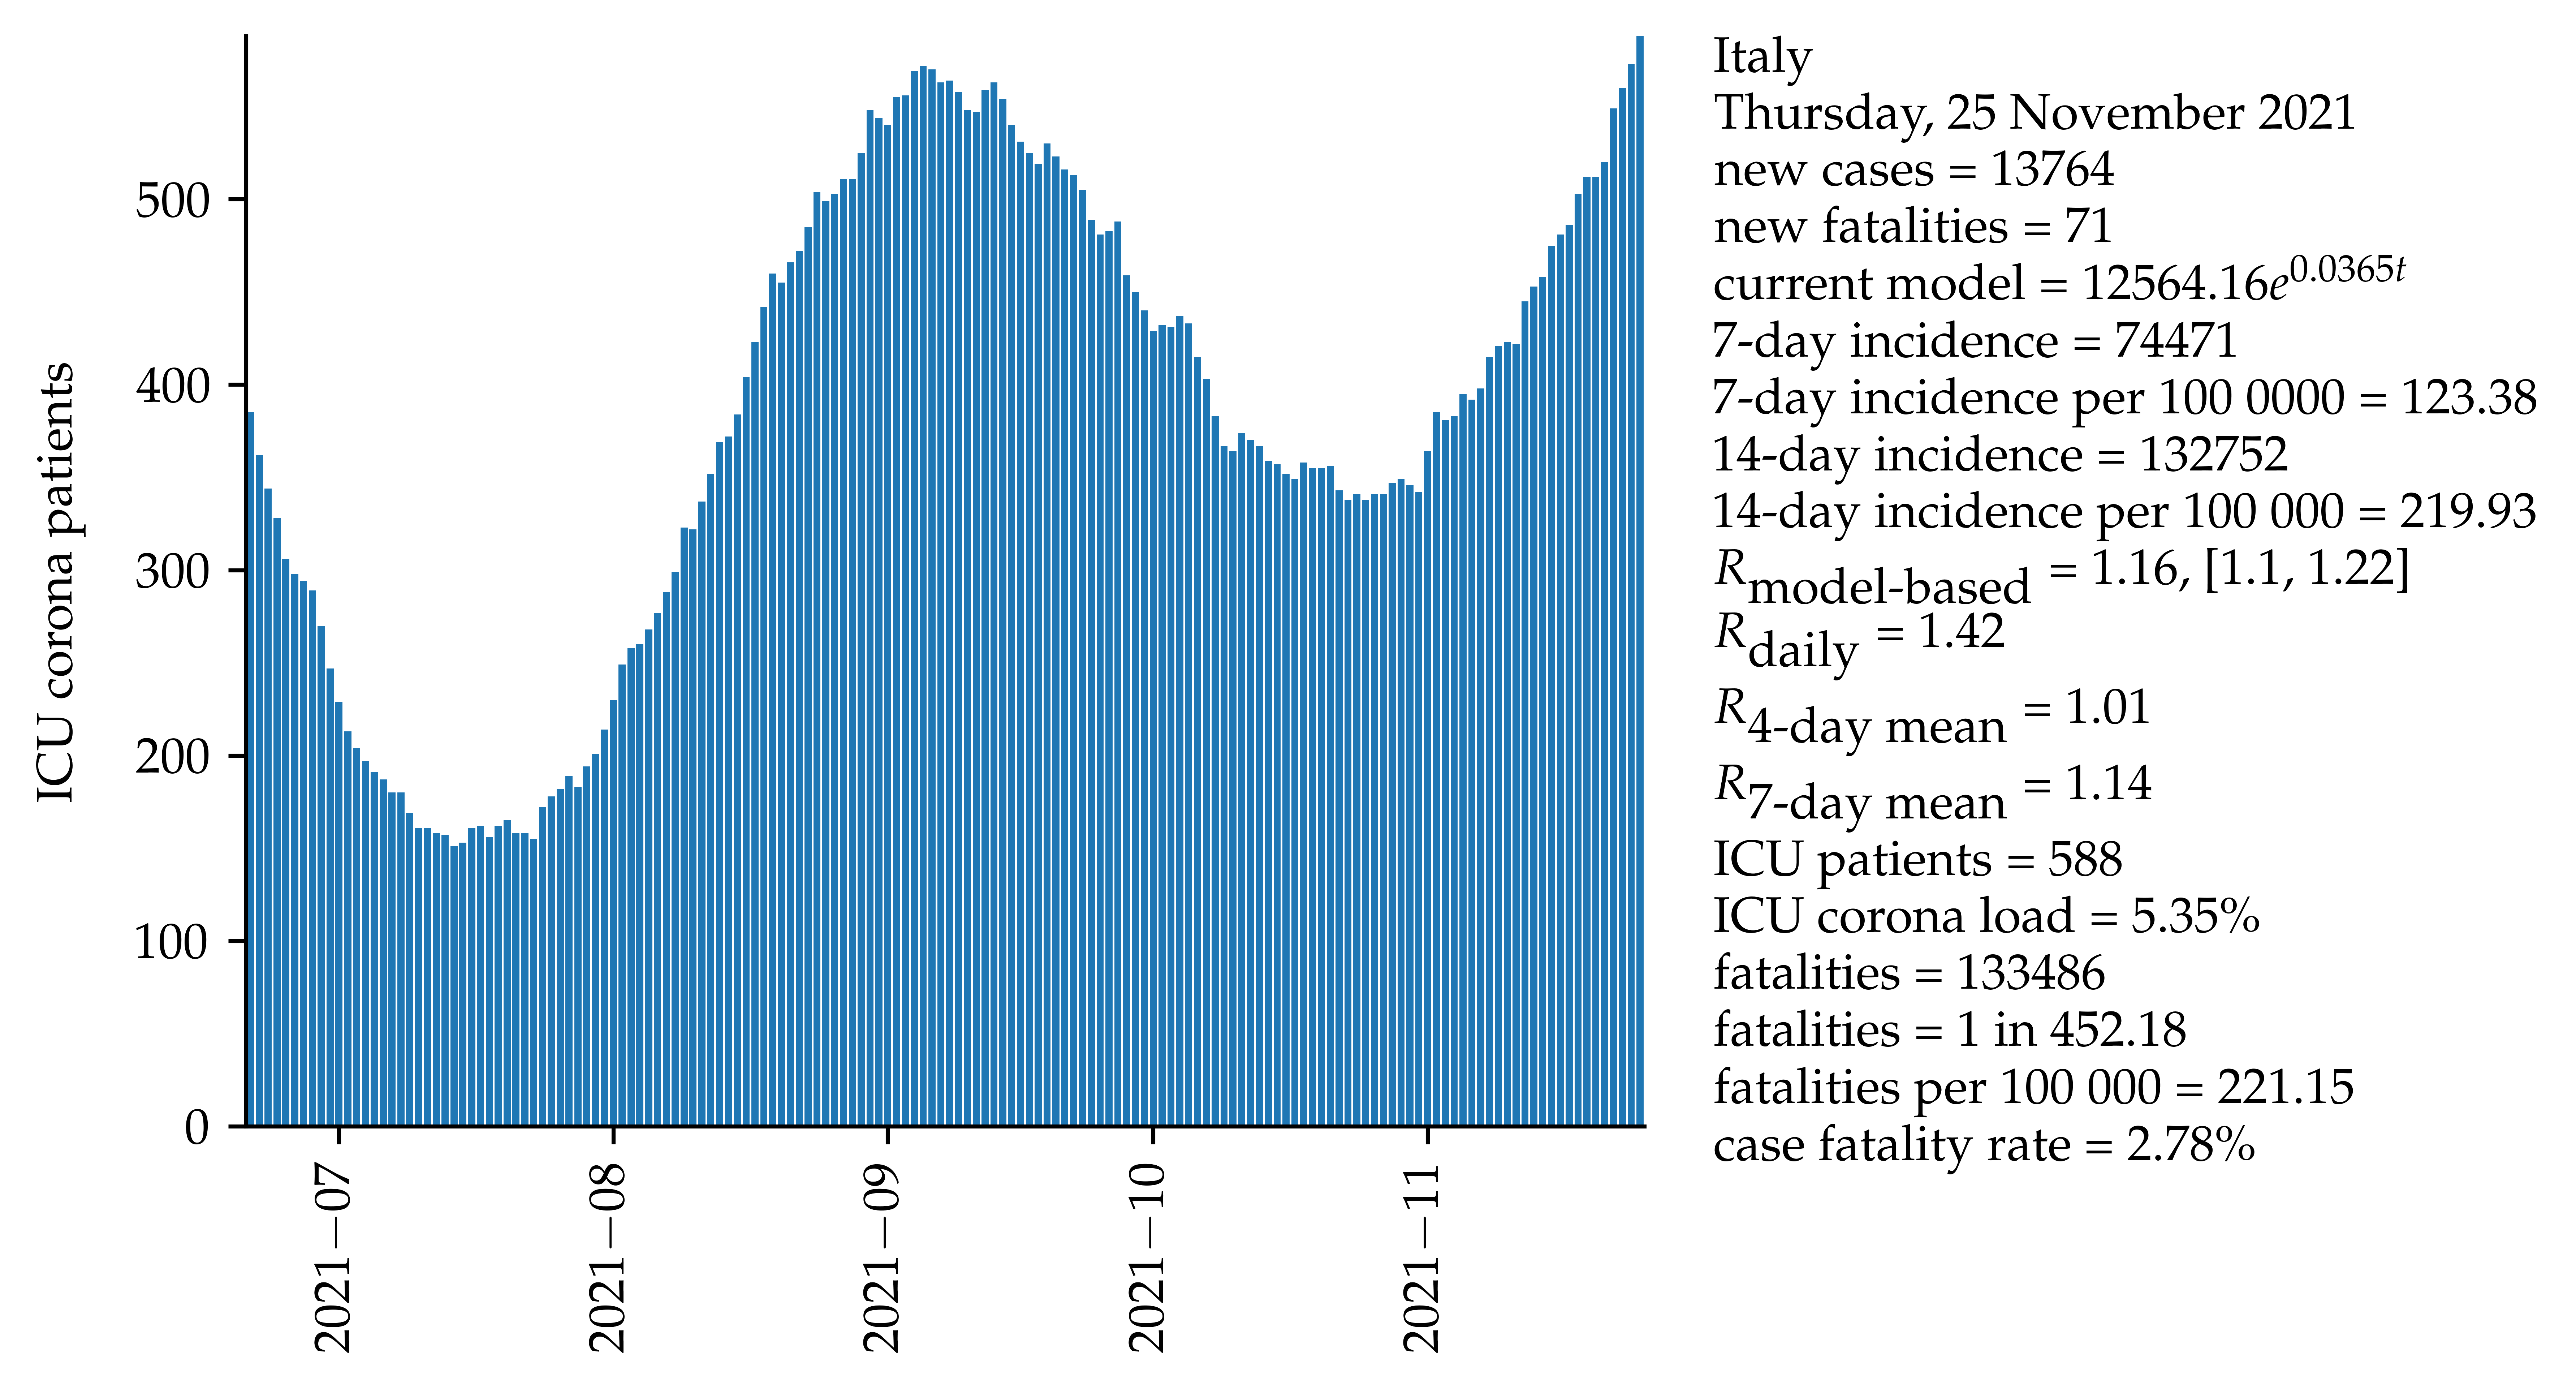 ICU corona patients
500
400
300
200
100
0
2021−07
2021−08
2021−09
2021−10
2021−11
Italy
Thursday, 25 November 2021
new cases = 13764
new fatalities = 71
current model = 12564.16e^0.0365t
7-day incidence = 74471
7-day incidence per 100 0000 = 123.38
14-day incidence = 132752
14-day incidence per 100 000 = 219.93
R model-based = 1.16, [1.1, 1.22]
R daily = 1.42
R 4-day mean = 1.01
R 7-day mean = 1.14
ICU patients = 588
ICU corona load = 5.35%
fatalities = 133486
fatalities = 1 in 452.18
fatalities per 100 000 = 221.15
case fatality rate = 2.78%